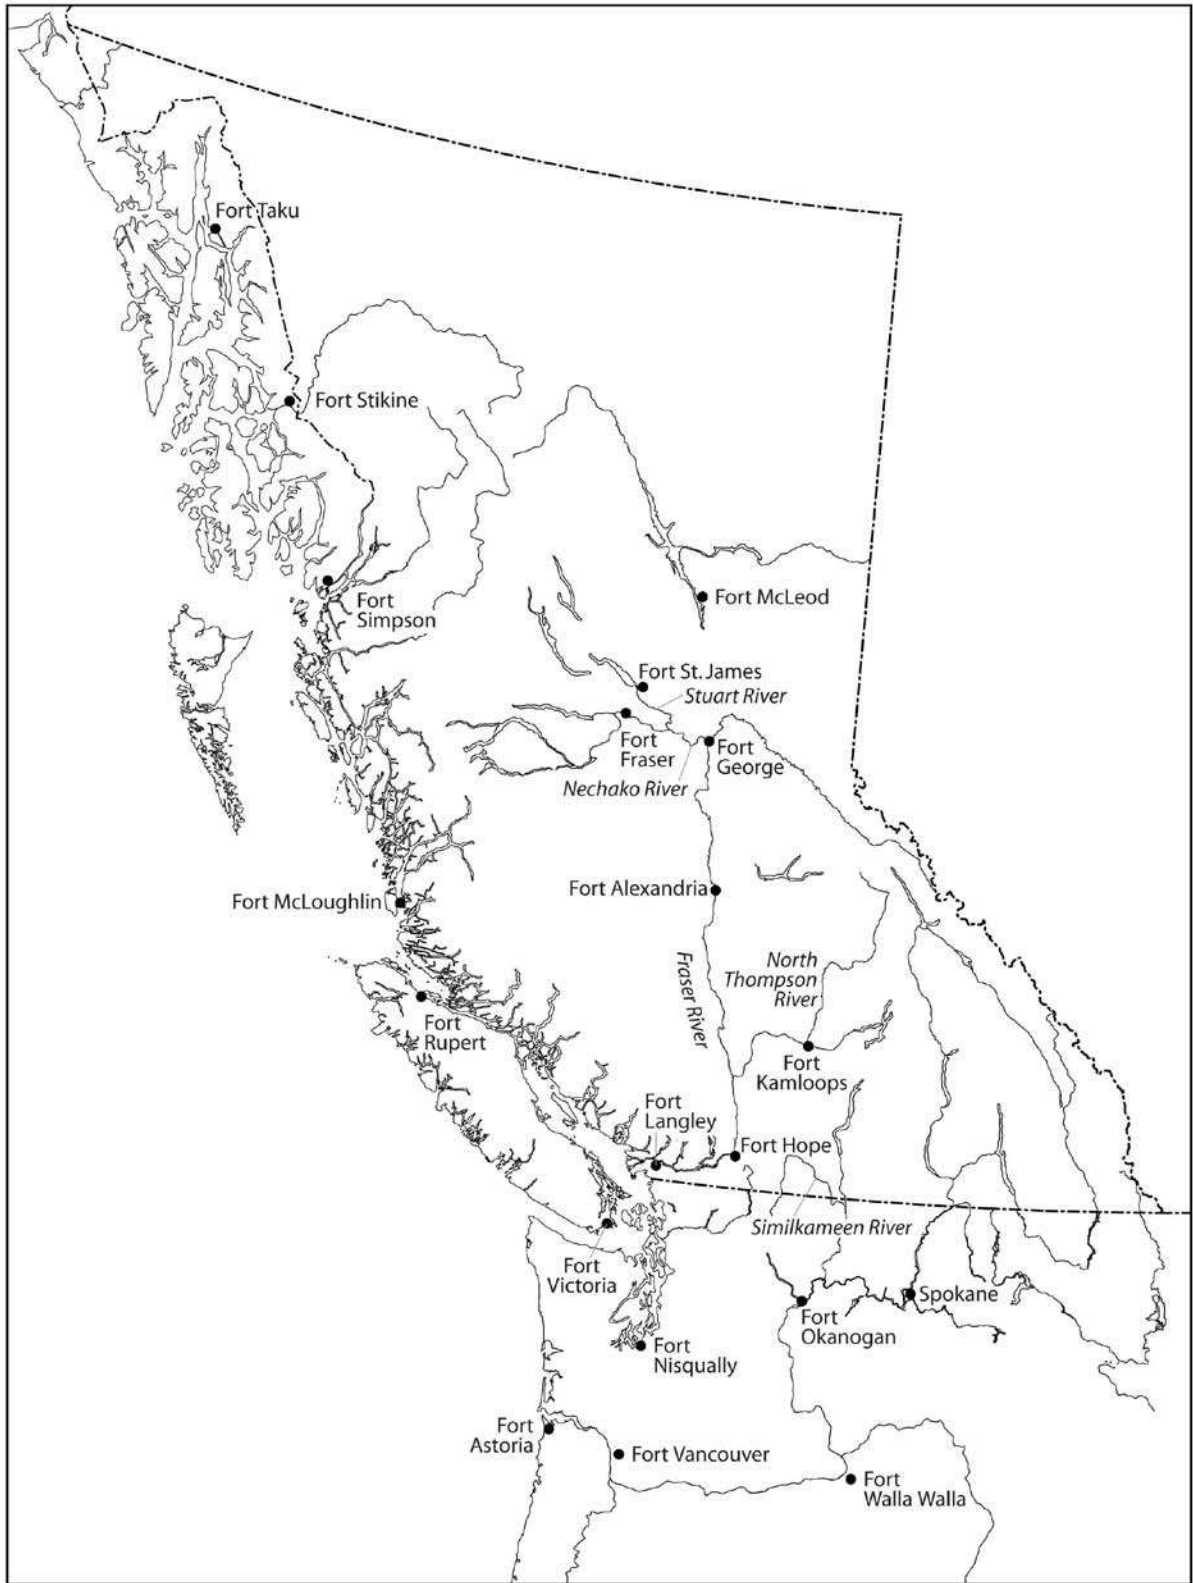 Fort Taku
Fort Stikine
Fort
Simpson
Fort McLeod
Fort St. James
Stuart River
Fort
Fraser
Fort
George
Nechako River
Fort Alexandria
Fort McLoughlin
North
Thompson
River
Fraser River
Fort
Rupert
Fort
Kamloops
Fort
Langley
Fort Hope
Similkameen River
Fort
Victoria
Spokane
Fort
Okanogan
Fort
Nisqually
Fort
Astoria
Fort Vancouver
Fort
Walla Walla